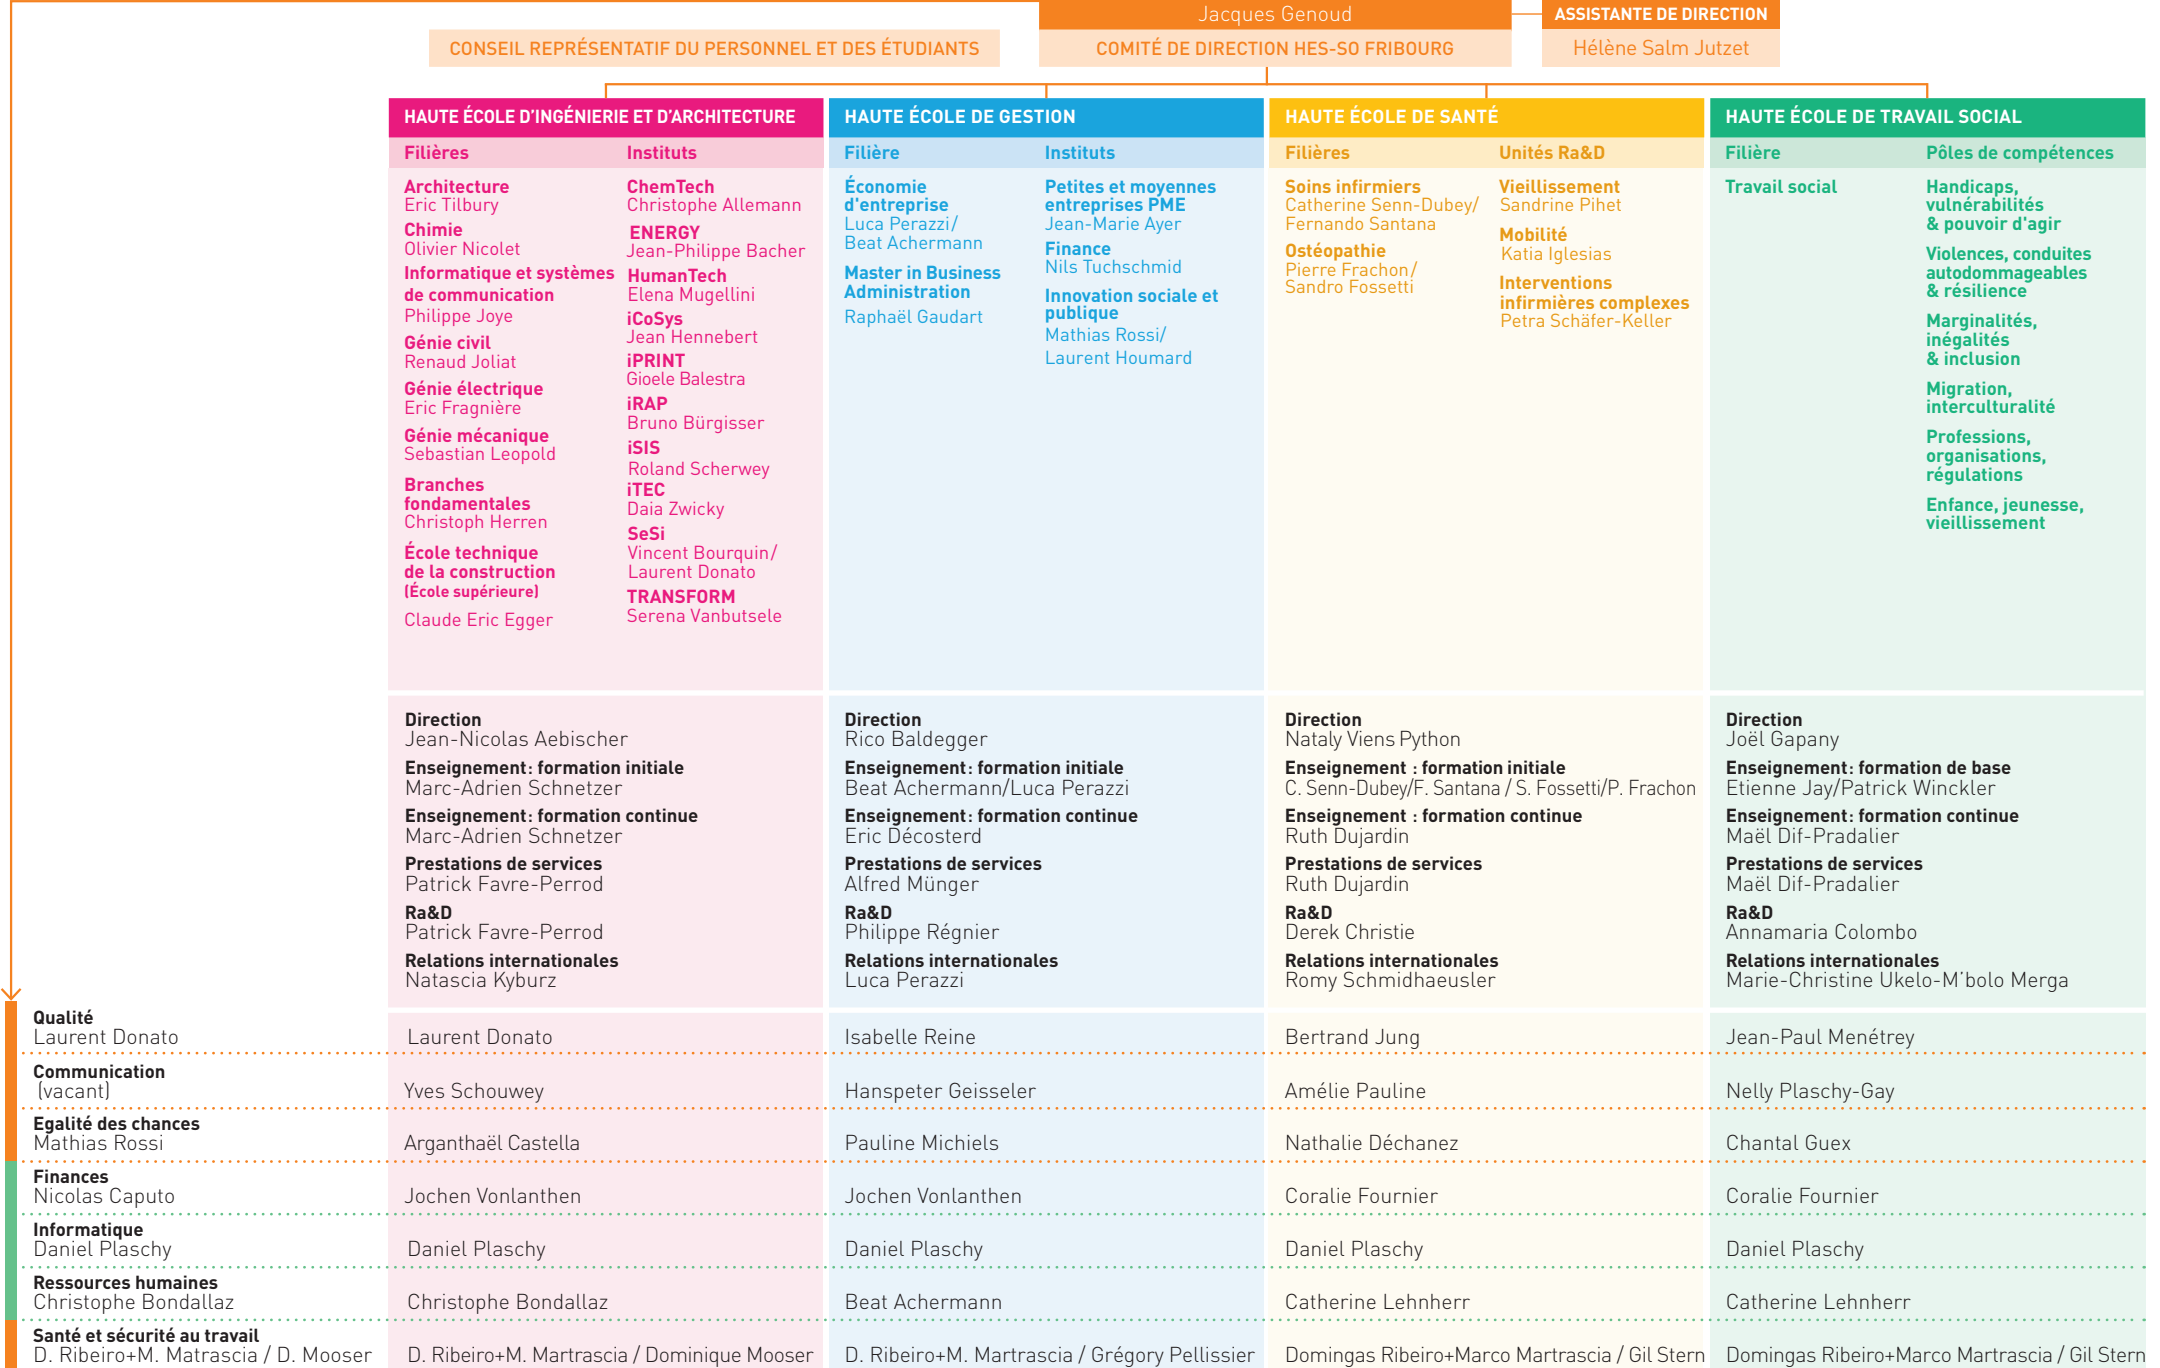 Jacques Genoud
ASSISTANTE DE DIRECTION
CONSEIL REPRÉSENTATIF DU PERSONNEL ET DES ÉTUDIANTS
COMITÉ DE DIRECTION HES-SO FRIBOURG
Hélène Salm Jutzet
HAUTE ÉCOLE D'INGÉNIERIE ET D'ARCHITECTURE
Filières
Architecture
Eric Tilbury
Chimie
Olivier Nicolet
Informatique et systèmes
de communication
Philippe Joye
Génie civil
Renaud Joliat
Génie électrique
Eric Fragnière
Génie mécanique
Sebastian Leopold
Branches
fondamentales
Christoph Herren
École technique
de la construction
(École supérieure)
Claude Eric Egger
Instituts
ChemTech
Christophe Allemann
ENERGY
Jean-Philippe Bacher
HumanTech
Elena Mugellini
iCoSys
Jean Hennebert
iPRINT
Gioele Balestra
iRAP
Bruno Bürgisser
iSIS
Roland Scherwey
iTEC
Daia Zwicky
SeSi
Vincent Bourquin/
Laurent Donato
TRANSFORM
Serena Vanbutsele
HAUTE ÉCOLE DE GESTION
Filière
Économie
d'entreprise
Luca Perazzi/
Beat Achermann
Master in Business
Administration
Raphaël Gaudart
Instituts
Petites et moyennes
entreprises PME
Jean-Marie Ayer
Finance
Nils Tuchschmid
Innovation sociale et
publique
Mathias Rossi/
Laurent Houmard
HAUTE ÉCOLE DE SANTÉ
Filières
Soins infirmiers
Catherine Senn-Dubey/
Fernando Santana
Ostéopathie
Pierre Frachon/
Sandro Fossetti
Unités Ra&D
Vieillissement
Sandrine Pihet
Mobilité
Katia Iglesias
Interventions
infirmières complexes
Petra Schäfer-Keller
HAUTE ÉCOLE DE TRAVAIL SOCIAL
Filière
Travail social
Pôles de compétences
Handicaps,
vulnérabilités
& pouvoir d'agir
Violences, conduites
autodommageables
& résilience
Marginalités,
inégalités
& inclusion
Migration,
interculturalité
Professions,
organisations,
régulations
Enfance, jeunesse,
vieillissement
Direction
Jean-Nicolas Aebischer
Enseignement: formation initiale
Marc-Adrien Schnetzer
Enseignement: formation continue
Marc-Adrien Schnetzer
Prestations de services
Patrick Favre-Perrod
Ra&D
Patrick Favre-Perrod
Relations internationales
Natascia Kyburz
Direction
Rico Baldegger
Enseignement: formation initiale
Beat Achermann/Luca Perazzi
Enseignement: formation continue
Eric Décosterd
Prestations de services
Alfred Münger
Ra&D
Philippe Régnier
Relations internationales
Luca Perazzi
Direction
Nataly Viens Python
Enseignement : formation initiale
C. Senn-Dubey/F. Santana / S. Fossetti/P. Frachon
Enseignement : formation continue
Ruth Dujardin
Prestations de services
Ruth Dujardin
Ra&D
Derek Christie
Relations internationales
Romy Schmidhaeusler
Direction
Joël Gapany
Enseignement: formation de base
Etienne Jay/Patrick Winckler
Enseignement: formation continue
Maël Dif-Pradalier
Prestations de services
Maël Dif-Pradalier
Ra&D
Annamaria Colombo
Relations internationales
Marie-Christine Ukelo-M'bolo Merga
Qualité
Laurent Donato
Laurent Donato
Isabelle Reine
Bertrand Jung
Jean-Paul Menétrey
Communication
(vacant)
Yves Schouwey
Hanspeter Geisseler
Amélie Pauline
Nelly Plaschy-Gay
Egalité des chances
Mathias Rossi
Arganthaël Castella
Pauline Michiels
Nathalie Déchanez
Chantal Guex
Finances
Nicolas Caputo
Jochen Vonlanthen
Jochen Vonlanthen
Coralie Fournier
Coralie Fournier
Informatique
Daniel Plaschy
Daniel Plaschy
Daniel Plaschy
Daniel Plaschy
Daniel Plaschy
Ressources humaines
Christophe Bondallaz
Christophe Bondallaz
Beat Achermann
Catherine Lehnherr
Catherine Lehnherr
Santé et sécurité au travail
D. Ribeiro+M. Matrascia / D. Mooser
D. Ribeiro+M. Martrascia / Dominique Mooser
D. Ribeiro+M. Martrascia / Grégory Pellissier
Domingas Ribeiro+Marco Martrascia / Gil Stern
Domingas Ribeiro+Marco Martrascia / Gil Stern